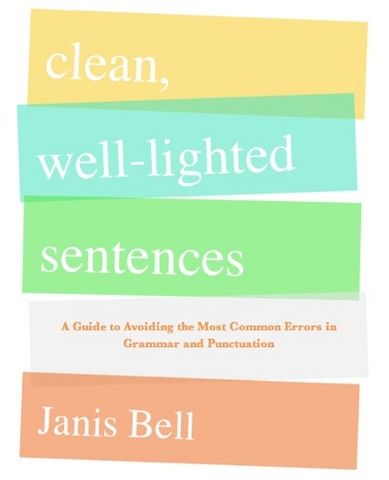 clean,
well-lighted
sentences
A Guide to Avoiding the Most Common Errors in
Grammar and Punctuation
Janis Bell